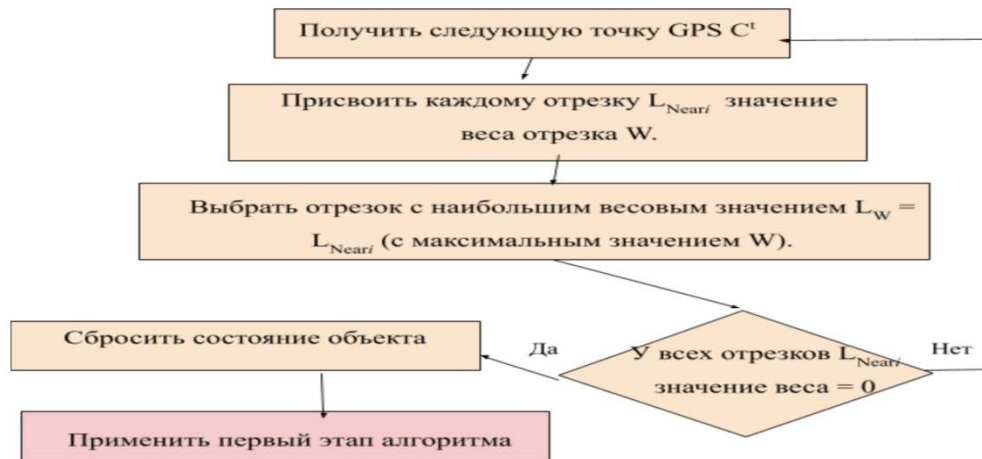 Получить следующую точку GPS Cᵗ
Присвоить каждому отрезку L_Neari значение
веса отрезка W.
Выбрать отрезок с наибольшим весовым значением L_W =
L_Neari (с максимальным значением W).
Сбросить состояние объекта
Да
У всех отрезков L_Neari
значение веса = 0
Нет
Применить первый этап алгоритма